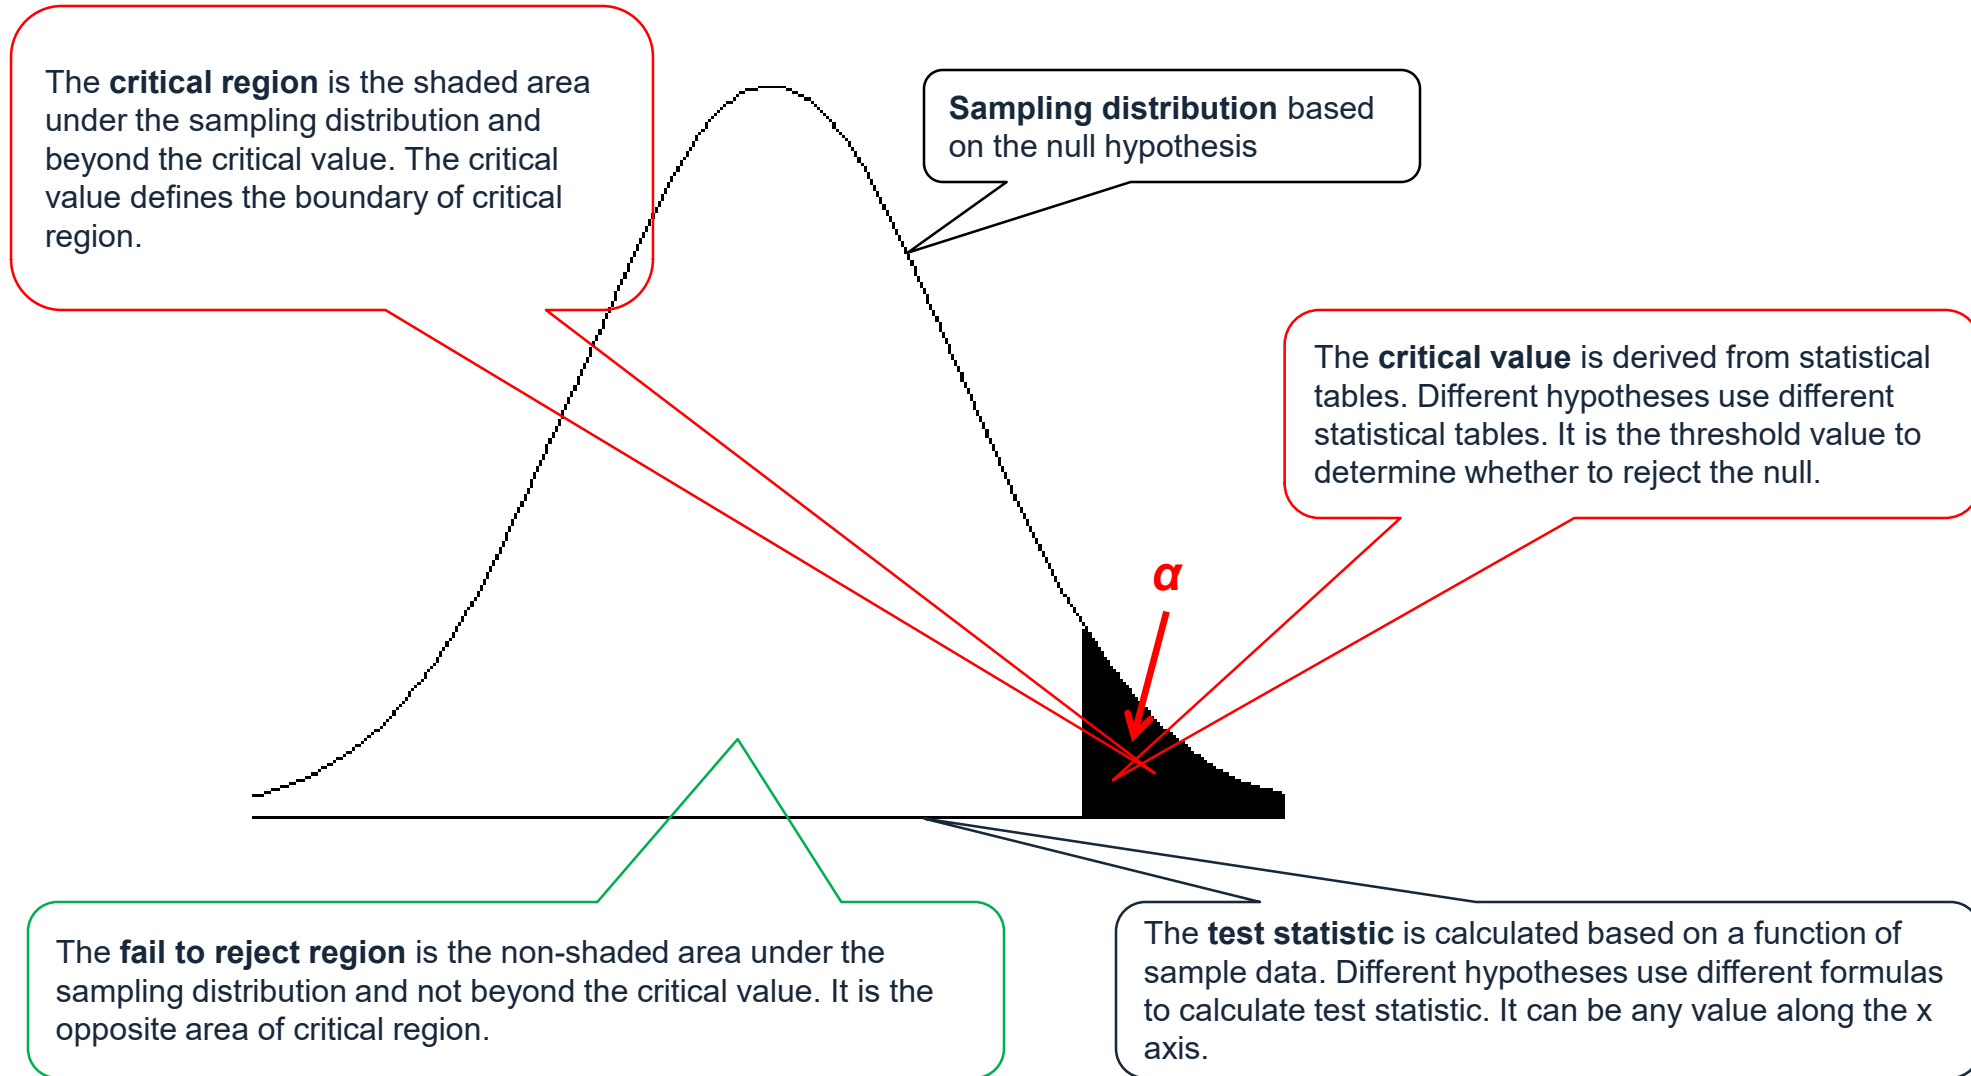 The critical region is the shaded area
under the sampling distribution and
beyond the critical value. The critical
value defines the boundary of critical
region.
Sampling distribution based
on the null hypothesis
The critical value is derived from statistical
tables. Different hypotheses use different
statistical tables. It is the threshold value to
determine whether to reject the null.
α
The fail to reject region is the non-shaded area under the
sampling distribution and not beyond the critical value. It is the
opposite area of critical region.
The test statistic is calculated based on a function of
sample data. Different hypotheses use different formulas
to calculate test statistic. It can be any value along the x
axis.